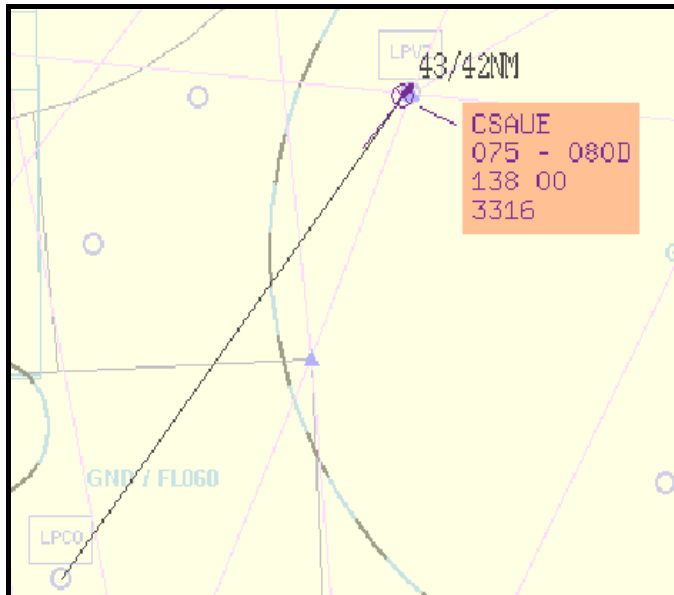 LPVZ
43/42NM
CSAUE
075 - 080D
138 00
3316
GND / FL060
LPCO